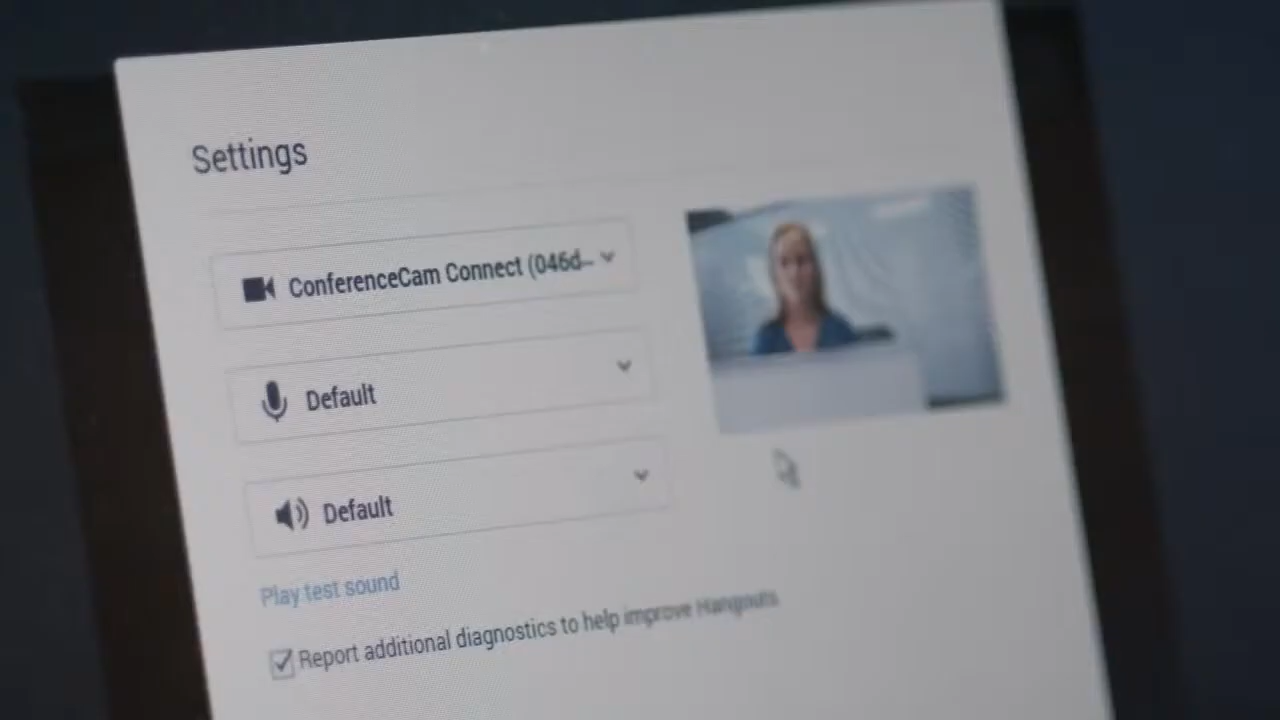 Settings
ConferenceCam Connect (046d–
Default
Default
Play test sound
Report additional diagnostics to help improve Hangouts